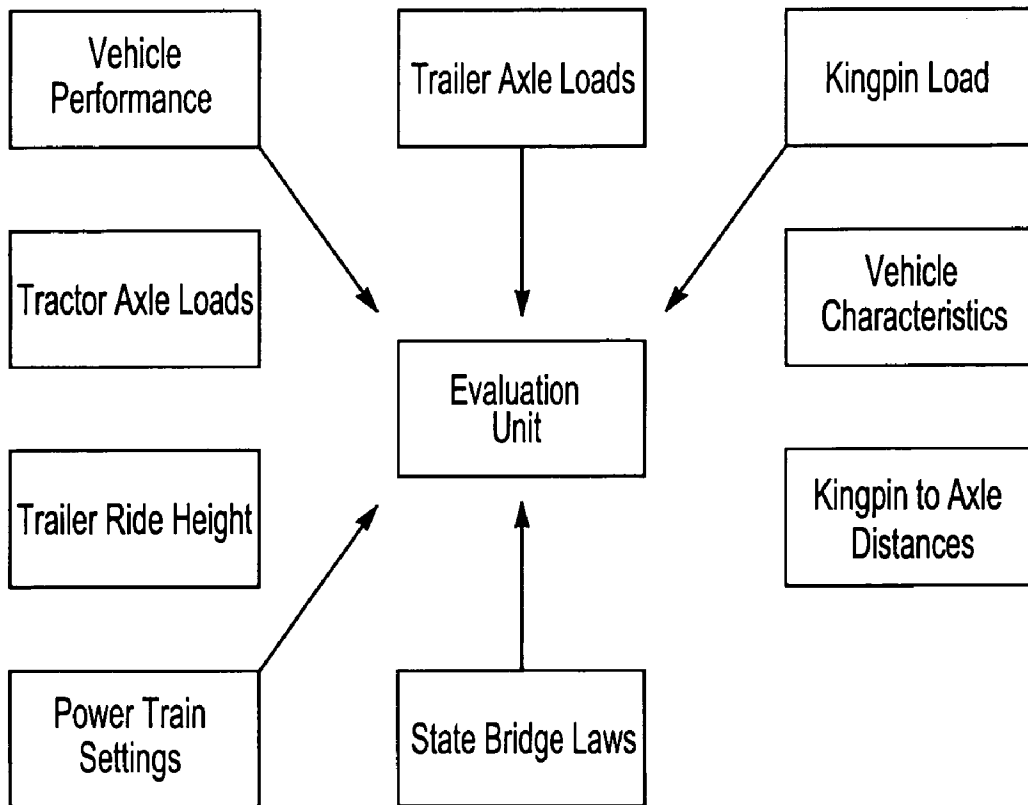 Vehicle
Performance
Trailer Axle Loads
Kingpin Load
Tractor Axle Loads
Vehicle
Characteristics
Evaluation
Unit
Trailer Ride Height
Kingpin to Axle
Distances
Power Train
Settings
State Bridge Laws